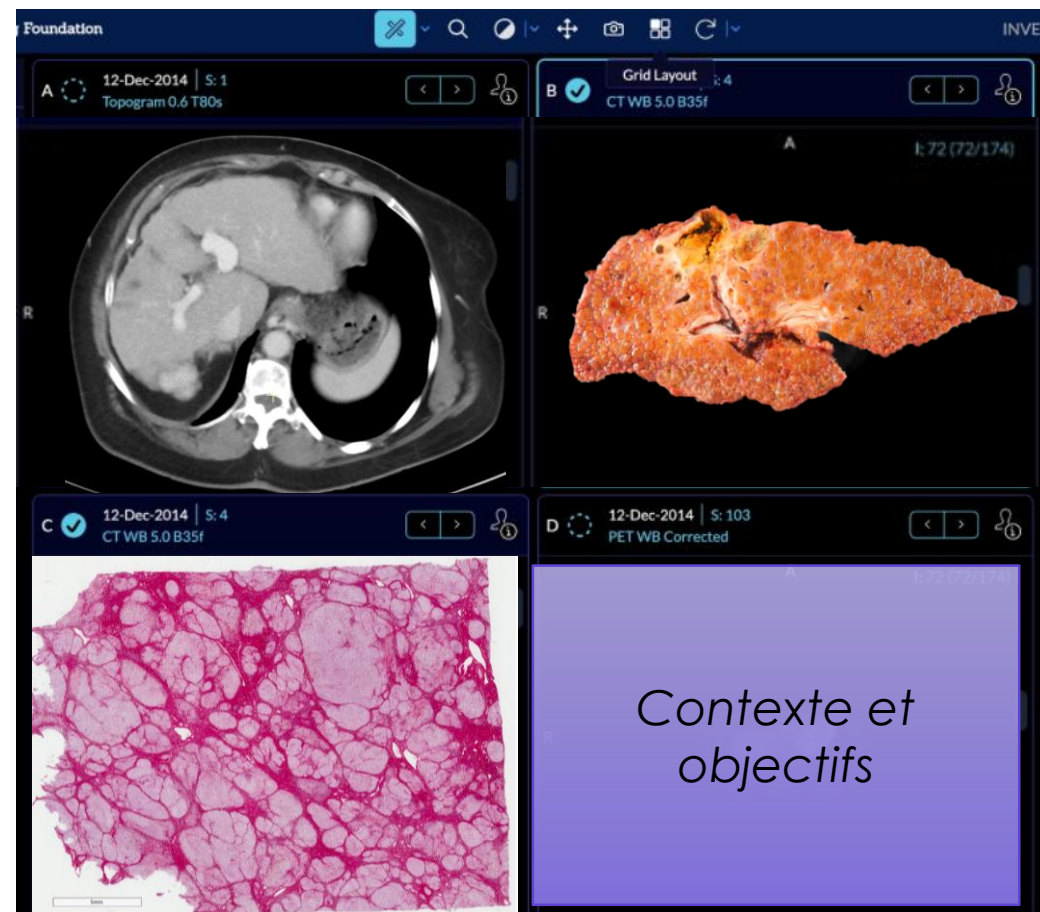 Foundation
INVE
Grid Layout
A
12-Dec-2014 | S: 1
Topogram 0.6 T80s
B
S: 4
CT WB 5.0 B35f
A
I: 72 (72/174)
R
R
C
12-Dec-2014 | S: 4
CT WB 5.0 B35f
D
12-Dec-2014 | S: 103
PET WB Corrected
A
I: 72 (72/174)
Contexte et
objectifs
R